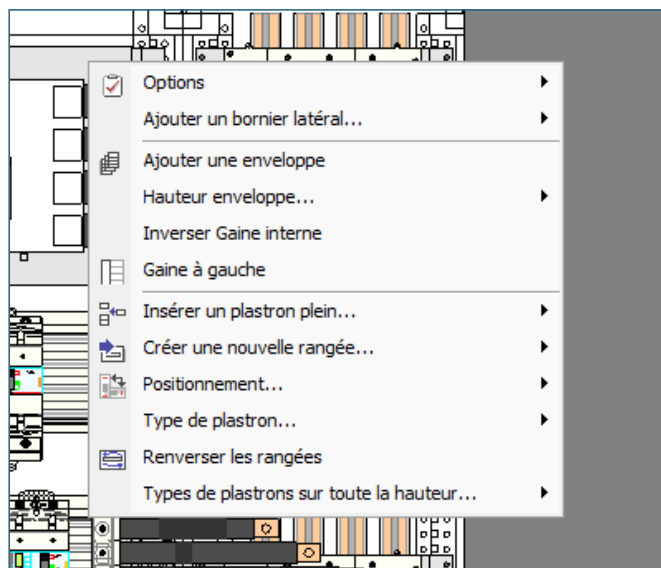 Options
Ajouter un bornier latéral...
Ajouter une enveloppe
Hauteur enveloppe...
Inverser Gaine interne
Gaine à gauche
Insérer un plastron plein...
Créer une nouvelle rangée...
Positionnement...
Type de plastron...
Renverser les rangées
Types de plastrons sur toute la hauteur...